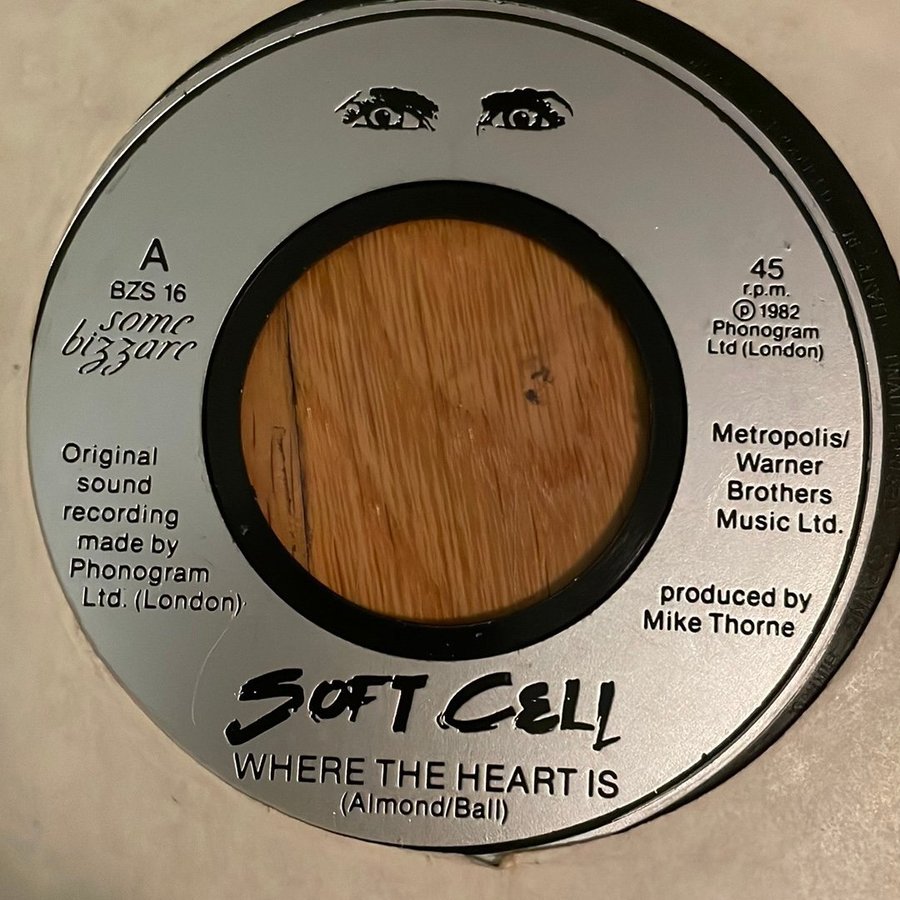 A
BZS 16
some
bizzare
Original
sound
recording
made by
Phonogram
Ltd. (London)
45
r.p.m.
℗ 1982
Phonogram
Ltd (London)
Metropolis/
Warner
Brothers
Music Ltd.
produced by
Mike Thorne
SOFT CELL
WHERE THE HEART IS
(Almond/Ball)